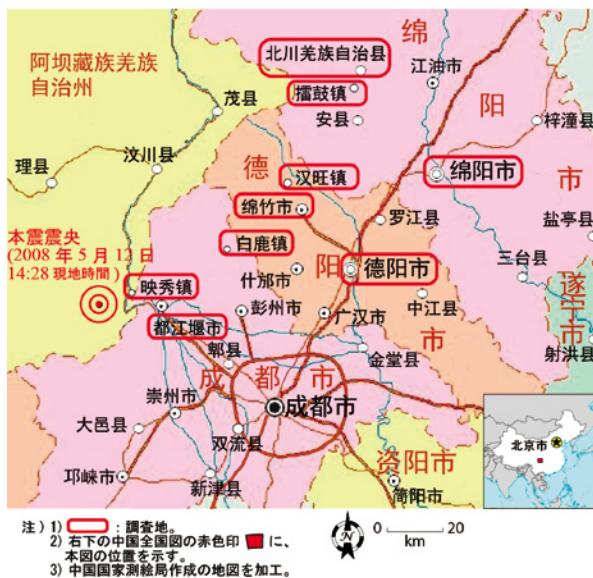 绵
阿坝藏族羌族
自治州
北川羌族自治县
江油市
擂鼓镇
茂县
安县
阳
梓潼县
德
理县
汶川县
汉旺镇
绵阳市
市
绵竹市
罗江县
盐亭县
本震震央
(2008 年 5 月 12 日
14:28 現地時間)
白鹿镇
阳
什邡市
德阳市
三台县
遂宁市
映秀镇
中江县
彭州市
广汉市
都江堰市
市
射洪县
郫县
金堂县
成都市
崇州市
成都市
大邑县
双流县
北京市
资阳市
邛崃市
新津县
简阳市
注) 1) : 調査地。
2) 右下の中国全国図の赤色印 に、
本図の位置を示す。
3) 中国国家測絵局作成の地図を加工。
N
0 20
km